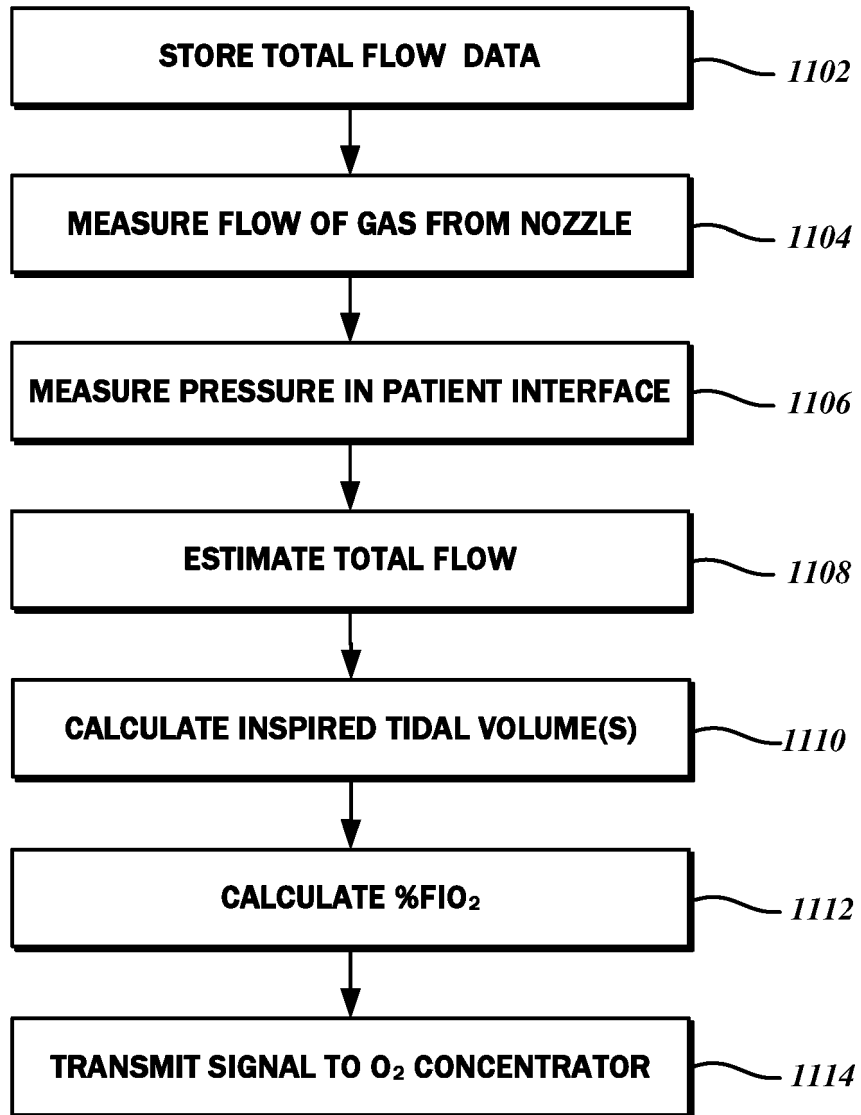 STORE TOTAL FLOW DATA
1102
MEASURE FLOW OF GAS FROM NOZZLE
1104
MEASURE PRESSURE IN PATIENT INTERFACE
1106
ESTIMATE TOTAL FLOW
1108
CALCULATE INSPIRED TIDAL VOLUME(S)
1110
CALCULATE %FIO₂
1112
TRANSMIT SIGNAL TO O₂ CONCENTRATOR
1114